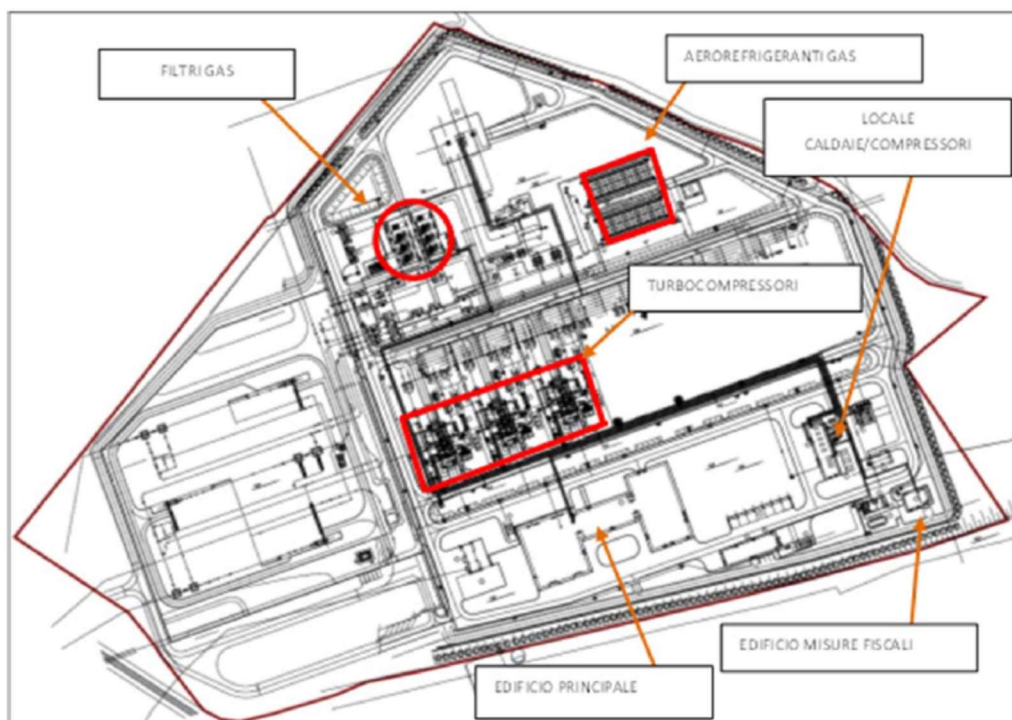 FILTRI GAS
AEROREFRIGERANTI GAS
LOCALE
CALDAIE/COMPRESSORI
TURBOCOMPRESSORI
EDIFICIO MISURE FISCALI
EDIFICIO PRINCIPALE